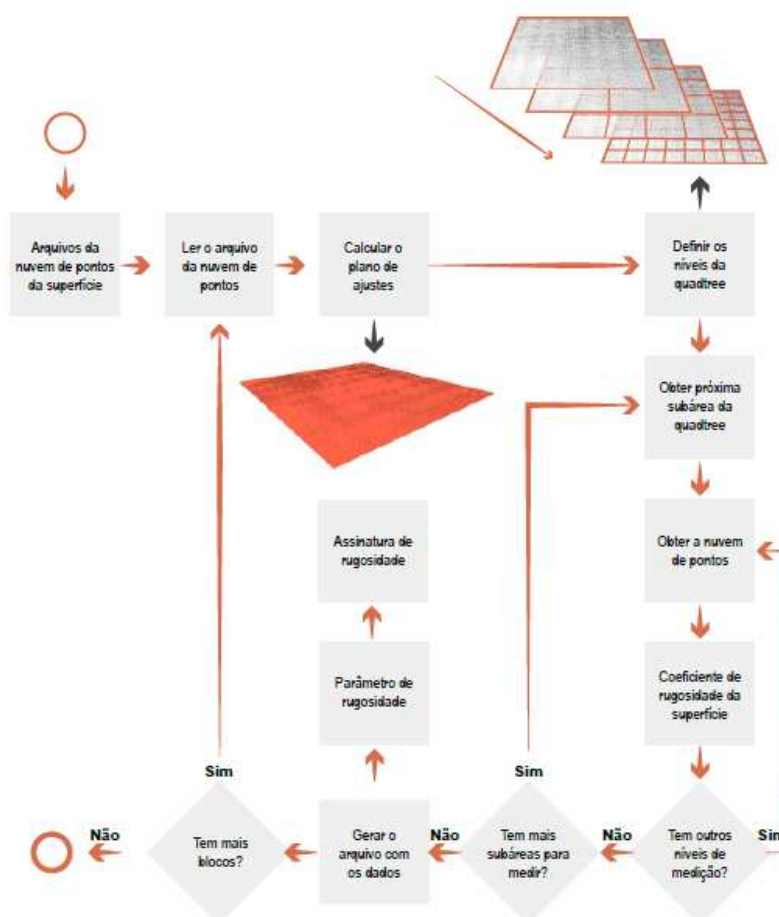 Arquivos da
nuvem de pontos
da superfície
Ler o arquivo
da nuvem de
pontos
Calcular o
plano de
ajustes
Definir os
níveis da
quadtree
Obter próxima
subárea da
quadtree
Obter a nuvem
de pontos
Coeficiente de
rugosidade da
superfície
Assinatura de
rugosidade
Parâmetro de
rugosidade
Sim
Sim
Não
Tem mais
blocos?
Gerar o
arquivo com
os dados
Não
Tem mais
subáreas para
medir?
Não
Tem outros
níveis de
medição?
Sim